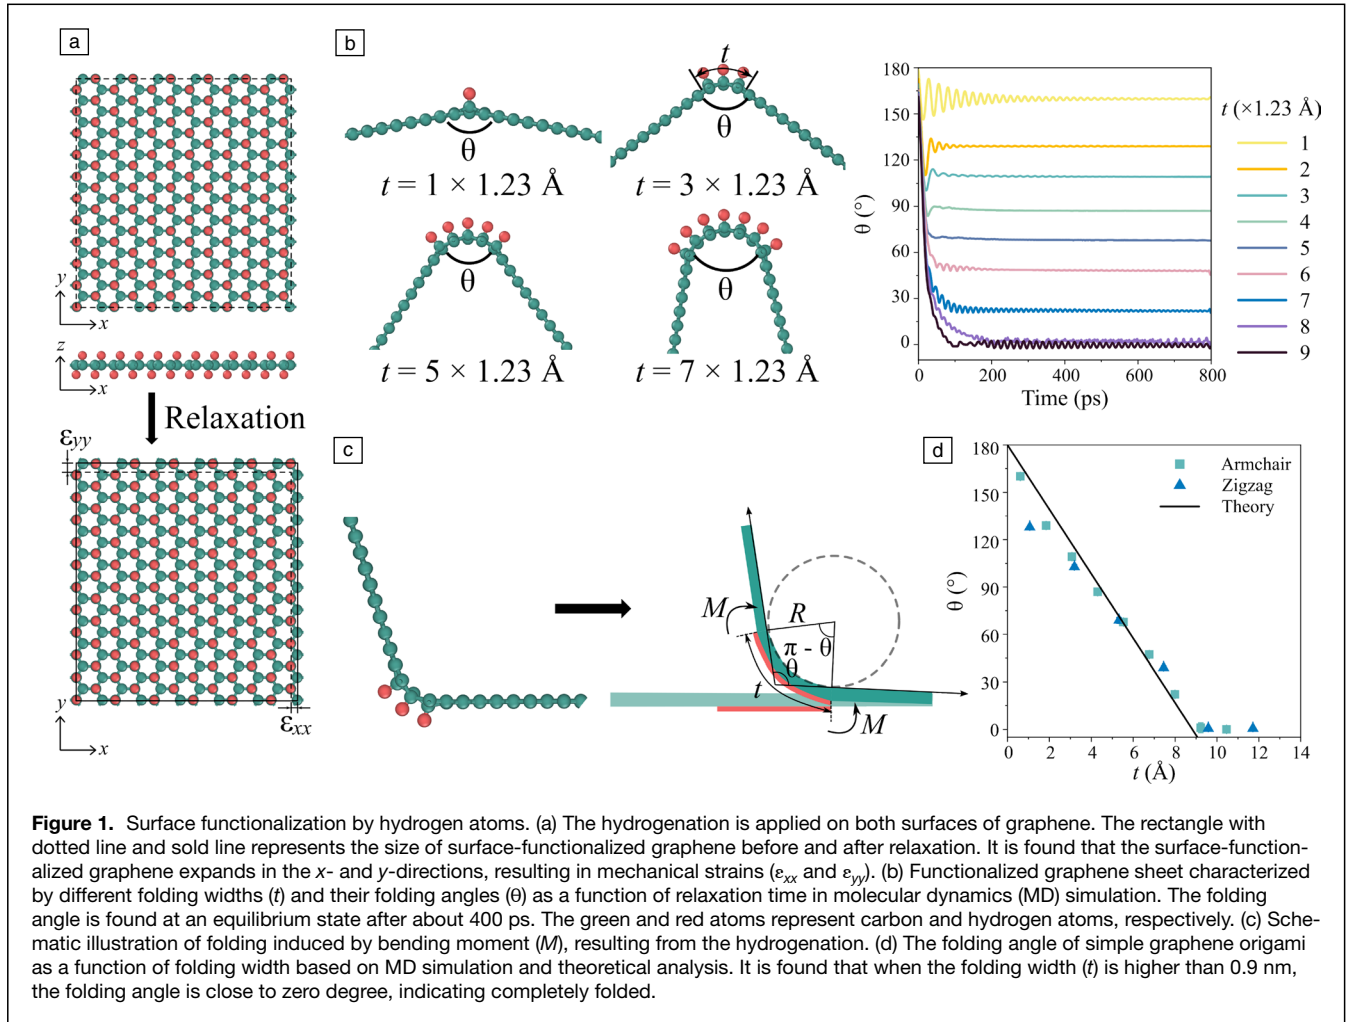 a
y
x
z
x
Relaxation
εyy
y
x
εxx
b
θ
t = 1 × 1.23 Å
t
θ
t = 3 × 1.23 Å
θ
t = 5 × 1.23 Å
θ
t = 7 × 1.23 Å
θ (°)
180
150
120
90
60
30
0
0 200 400 600 800
Time (ps)
t (×1.23 Å)
1
2
3
4
5
6
7
8
9
c
M
R
π - θ
θ
t
M
d
θ (°)
180
150
120
90
60
30
0
0 2 4 6 8 10 12 14
t (Å)
Armchair
Zigzag
Theory
Figure 1. Surface functionalization by hydrogen atoms. (a) The hydrogenation is applied on both surfaces of graphene. The rectangle with
dotted line and sold line represents the size of surface-functionalized graphene before and after relaxation. It is found that the surface-function-
alized graphene expands in the x- and y-directions, resulting in mechanical strains (εxx and εyy). (b) Functionalized graphene sheet characterized
by different folding widths (t) and their folding angles (θ) as a function of relaxation time in molecular dynamics (MD) simulation. The folding
angle is found at an equilibrium state after about 400 ps. The green and red atoms represent carbon and hydrogen atoms, respectively. (c) Sche-
matic illustration of folding induced by bending moment (M), resulting from the hydrogenation. (d) The folding angle of simple graphene origami
as a function of folding width based on MD simulation and theoretical analysis. It is found that when the folding width (t) is higher than 0.9 nm,
the folding angle is close to zero degree, indicating completely folded.